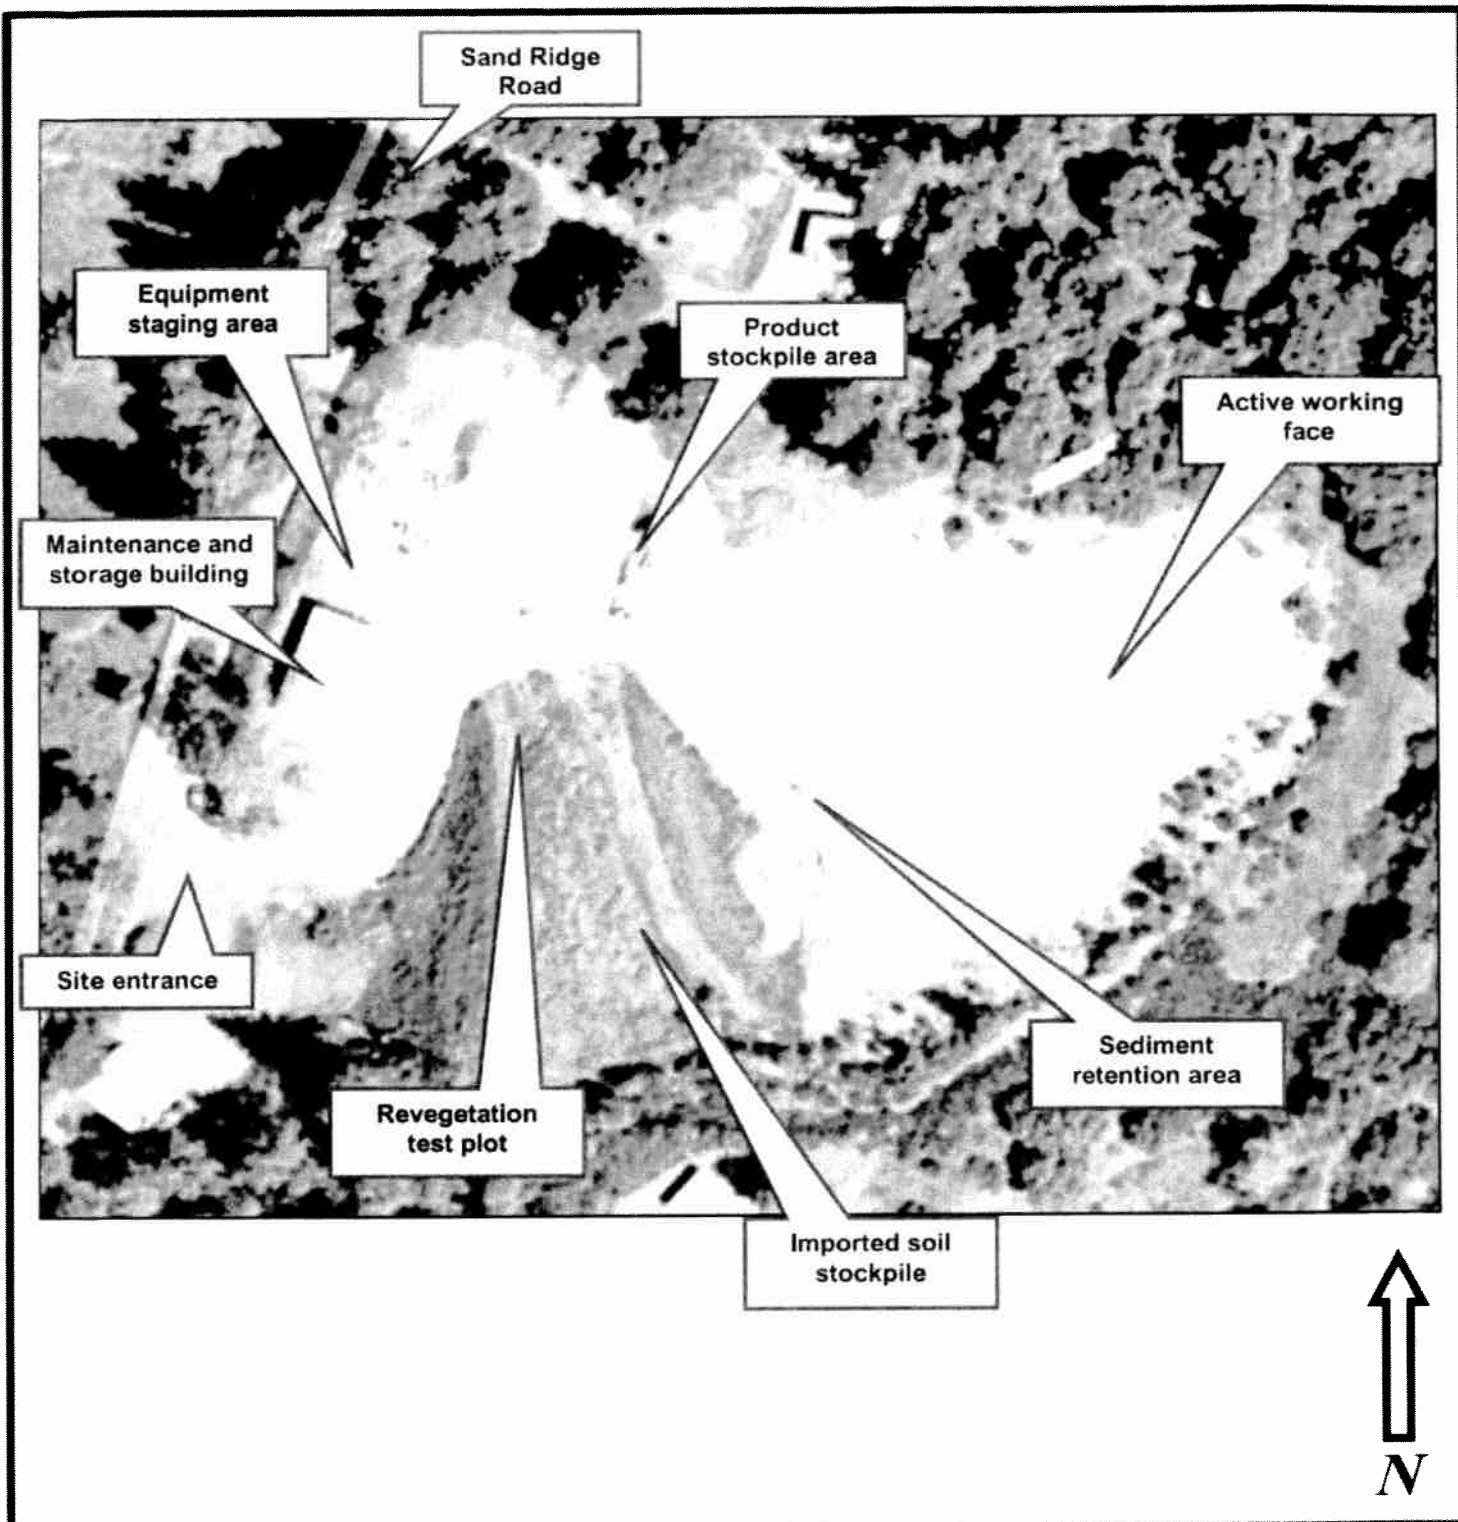 Sand Ridge
Road
Equipment
staging area
Product
stockpile area
Active working
face
Maintenance and
storage building
Site entrance
Sediment
retention area
Revegetation
test plot
Imported soil
stockpile
N